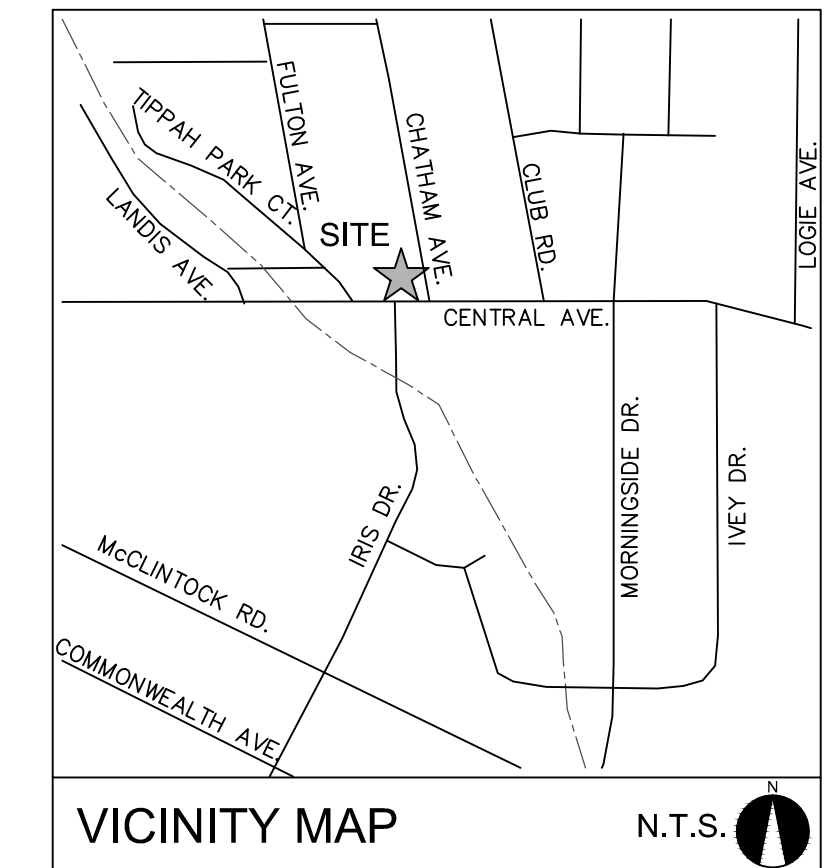 TIPPAH PARK CT.
FULTON AVE.
CHATHAM AVE.
CLUB RD.
LOGIE AVE.
LANDIS AVE.
SITE
CENTRAL AVE.
MORNINGSIDE DR.
IVEY DR.
IRIS DR.
McCLINTOCK RD.
COMMONWEALTH AVE.
VICINITY MAP
N.T.S.
N